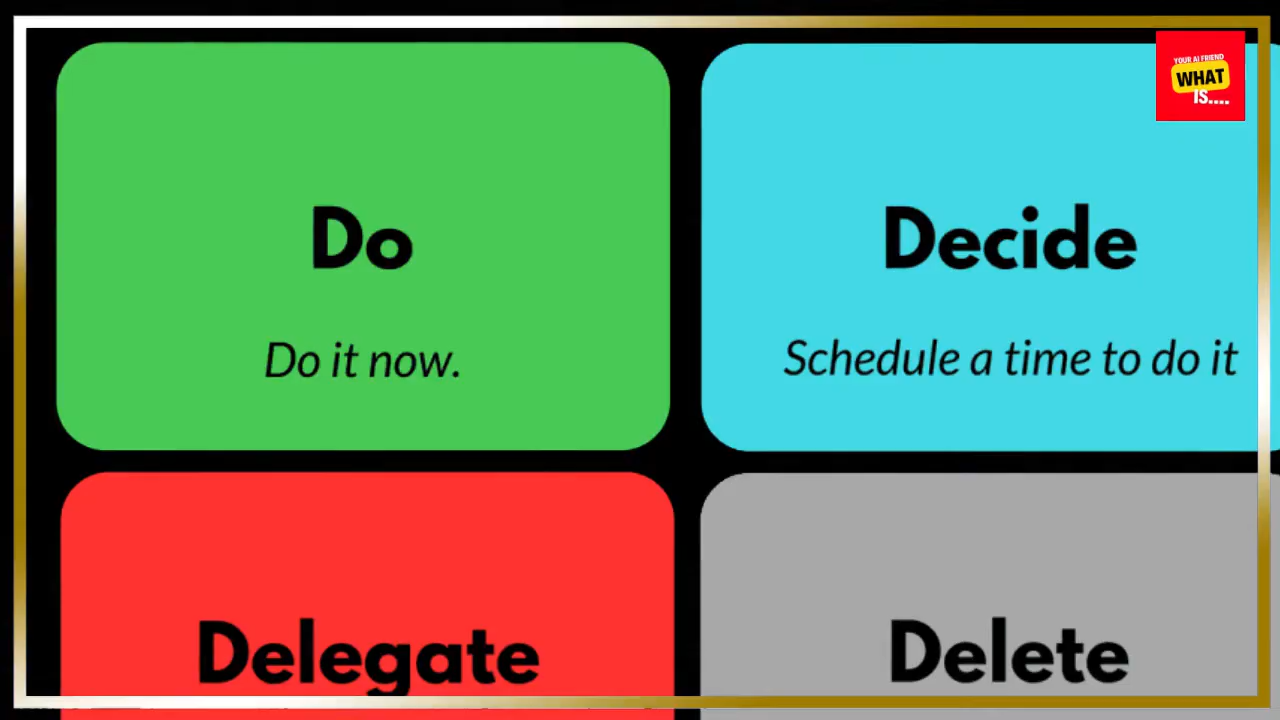 YOUR AI FRIEND
WHAT
IS....
Do
Do it now.
Decide
Schedule a time to do it
Delegate
Delete